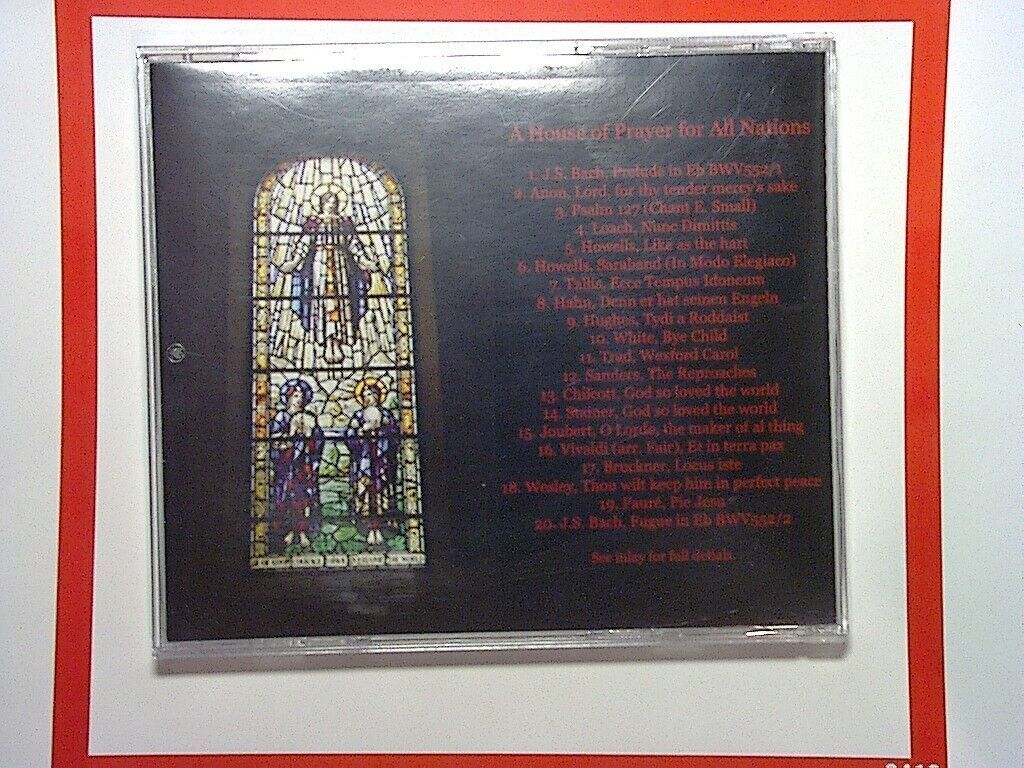 A House of Prayer for All Nations
1. J.S. Bach, Prelude in Eb BWV552/1
2. Anon, Lord, for thy tender mercy's sake
3. Psalm 127 (Chant E. Small)
4. Loach, Nunc Dimittis
5. Howells, Like as the hart
6. Howells, Saraband (In Modo Elegiaco)
7. Tallis, Ecce Tempus Idoneum
8. Hahn, Denn er hat seinen Engeln
9. Hughes, Tydi a Roddaist
10. White, Bye Child
11. Trad, Wexford Carol
12. Sanders, The Reproaches
13. Chilcott, God so loved the world
14. Stainer, God so loved the world
15. Joubert, O Lorde, the maker of al thing
16. Vivaldi (arr. Fair), Et in terra pax
17. Bruckner, Locus iste
18. Wesley, Thou wilt keep him in perfect peace
19. Fauré, Pie Jesu
20. J.S. Bach, Fugue in Eb BWV552/2
See inlay for full details.